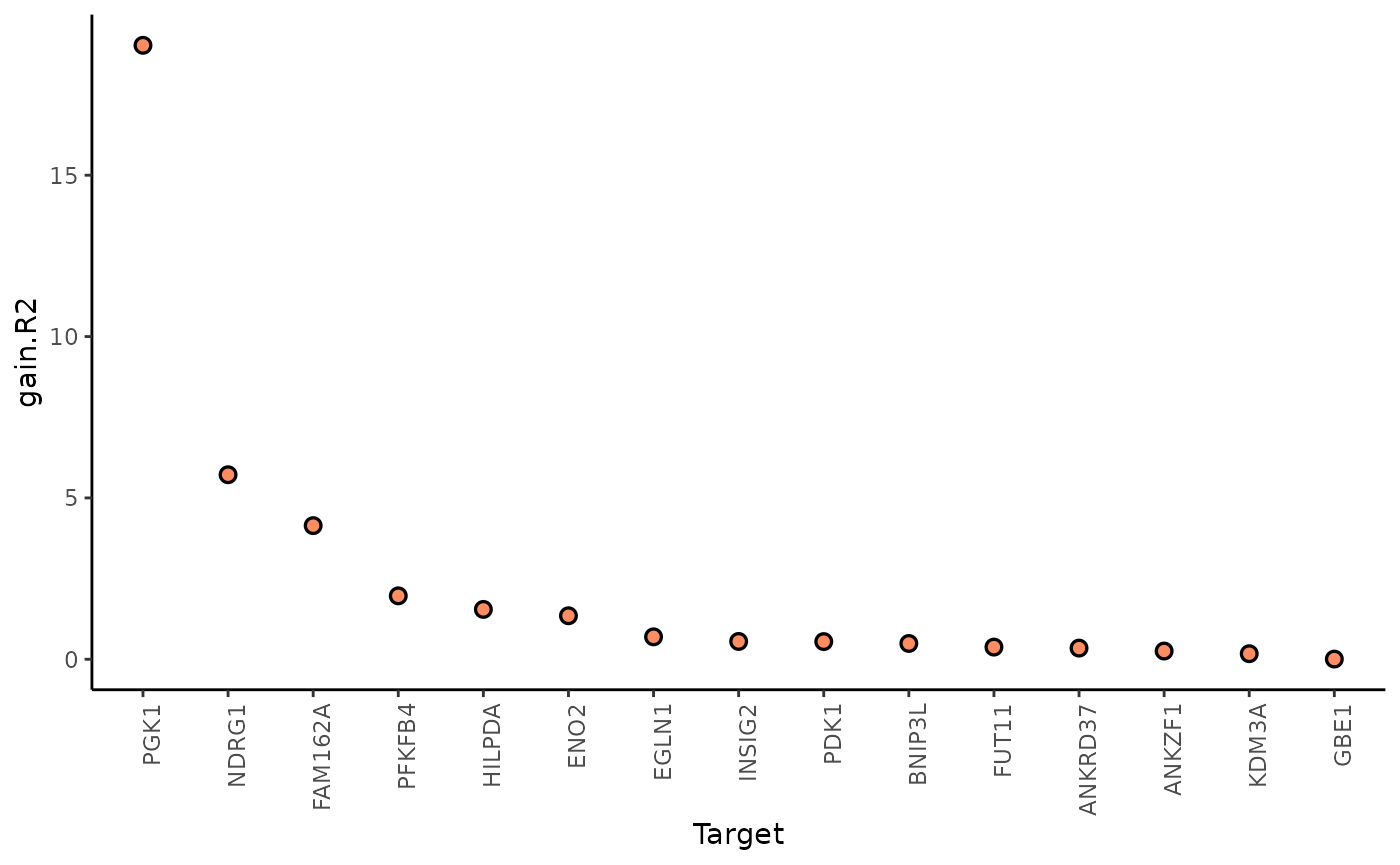 gain.R2
15
10
5
0
PGK1
NDRG1
FAM162A
PFKFB4
HILPDA
ENO2
EGLN1
INSIG2
PDK1
BNIP3L
FUT11
ANKRD37
ANKZF1
KDM3A
GBE1
Target